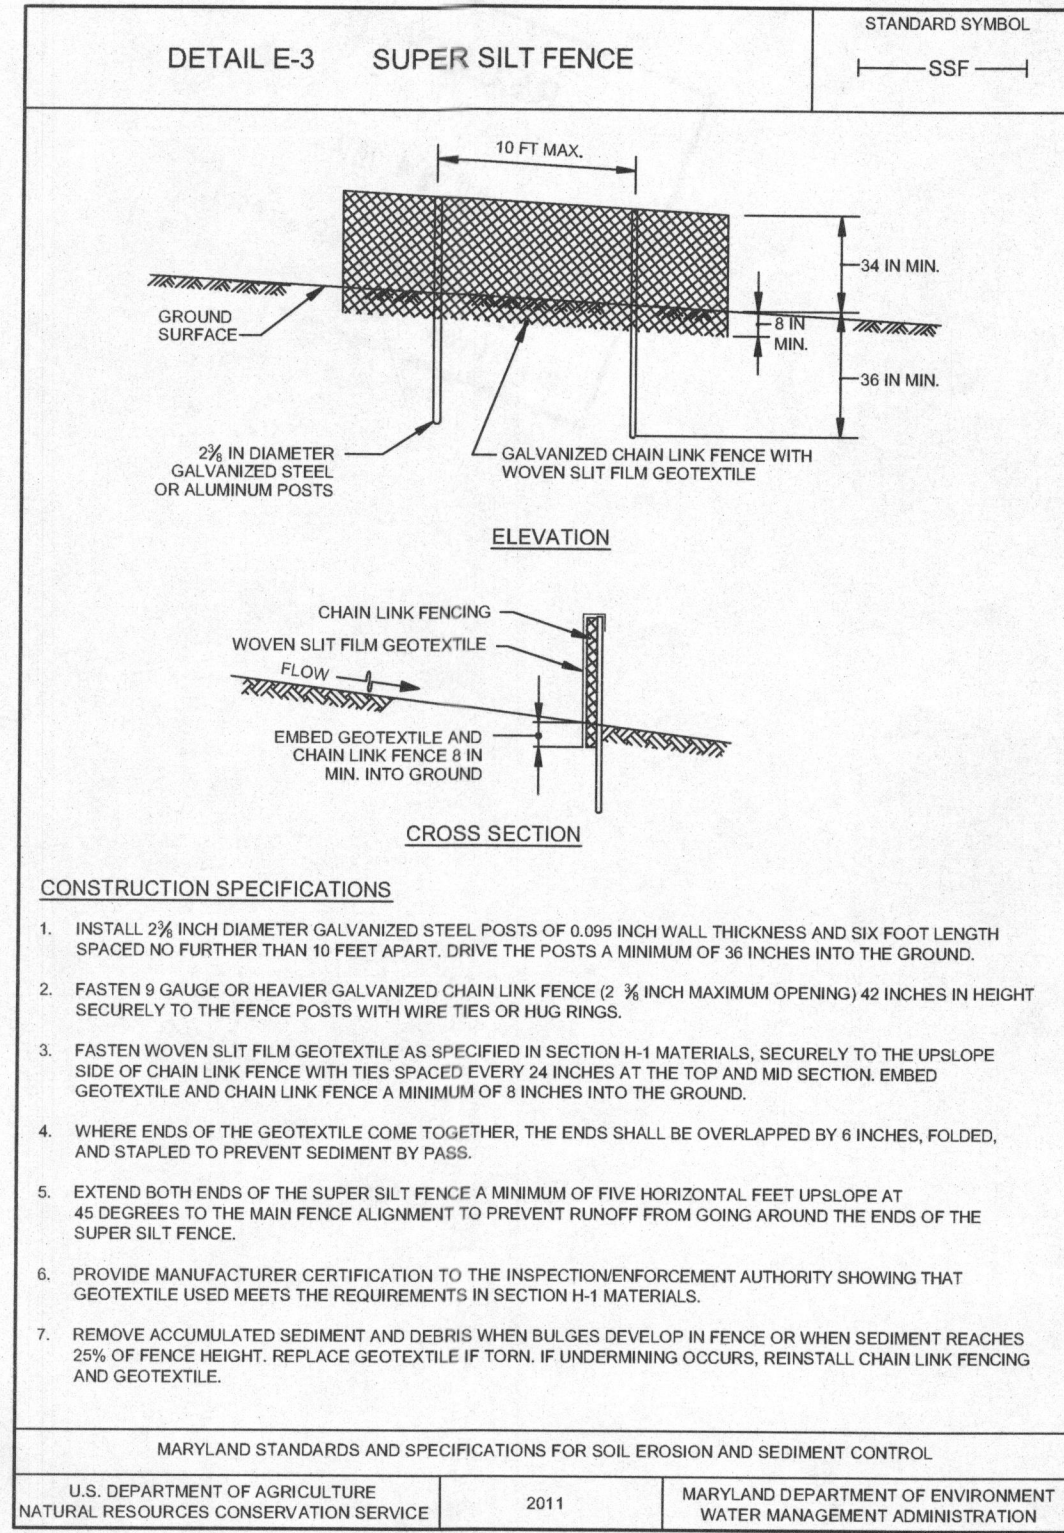 DETAIL E-3 SUPER SILT FENCE
STANDARD SYMBOL
SSF
10 FT MAX.
34 IN MIN.
GROUND
SURFACE
8 IN
MIN.
36 IN MIN.
2⅜ IN DIAMETER
GALVANIZED STEEL
OR ALUMINUM POSTS
GALVANIZED CHAIN LINK FENCE WITH
WOVEN SLIT FILM GEOTEXTILE
ELEVATION
CHAIN LINK FENCING
WOVEN SLIT FILM GEOTEXTILE
FLOW
EMBED GEOTEXTILE AND
CHAIN LINK FENCE 8 IN
MIN. INTO GROUND
CROSS SECTION
CONSTRUCTION SPECIFICATIONS
1. INSTALL 2⅜ INCH DIAMETER GALVANIZED STEEL POSTS OF 0.095 INCH WALL THICKNESS AND SIX FOOT LENGTH
SPACED NO FURTHER THAN 10 FEET APART. DRIVE THE POSTS A MINIMUM OF 36 INCHES INTO THE GROUND.
2. FASTEN 9 GAUGE OR HEAVIER GALVANIZED CHAIN LINK FENCE (2 ⅜ INCH MAXIMUM OPENING) 42 INCHES IN HEIGHT
SECURELY TO THE FENCE POSTS WITH WIRE TIES OR HUG RINGS.
3. FASTEN WOVEN SLIT FILM GEOTEXTILE AS SPECIFIED IN SECTION H-1 MATERIALS, SECURELY TO THE UPSLOPE
SIDE OF CHAIN LINK FENCE WITH TIES SPACED EVERY 24 INCHES AT THE TOP AND MID SECTION. EMBED
GEOTEXTILE AND CHAIN LINK FENCE A MINIMUM OF 8 INCHES INTO THE GROUND.
4. WHERE ENDS OF THE GEOTEXTILE COME TOGETHER, THE ENDS SHALL BE OVERLAPPED BY 6 INCHES, FOLDED,
AND STAPLED TO PREVENT SEDIMENT BY PASS.
5. EXTEND BOTH ENDS OF THE SUPER SILT FENCE A MINIMUM OF FIVE HORIZONTAL FEET UPSLOPE AT
45 DEGREES TO THE MAIN FENCE ALIGNMENT TO PREVENT RUNOFF FROM GOING AROUND THE ENDS OF THE
SUPER SILT FENCE.
6. PROVIDE MANUFACTURER CERTIFICATION TO THE INSPECTION/ENFORCEMENT AUTHORITY SHOWING THAT
GEOTEXTILE USED MEETS THE REQUIREMENTS IN SECTION H-1 MATERIALS.
7. REMOVE ACCUMULATED SEDIMENT AND DEBRIS WHEN BULGES DEVELOP IN FENCE OR WHEN SEDIMENT REACHES
25% OF FENCE HEIGHT. REPLACE GEOTEXTILE IF TORN. IF UNDERMINING OCCURS, REINSTALL CHAIN LINK FENCING
AND GEOTEXTILE.
MARYLAND STANDARDS AND SPECIFICATIONS FOR SOIL EROSION AND SEDIMENT CONTROL
U.S. DEPARTMENT OF AGRICULTURE
NATURAL RESOURCES CONSERVATION SERVICE
2011
MARYLAND DEPARTMENT OF ENVIRONMENT
WATER MANAGEMENT ADMINISTRATION